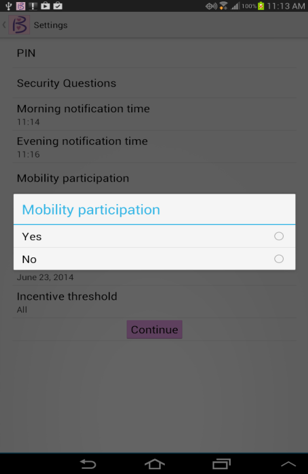 100% 11:13 AM
Settings
PIN
Security Questions
Morning notification time
11:14
Evening notification time
11:16
Mobility participation
Mobility participation
Yes
No
June 23, 2014
Incentive threshold
All
Continue